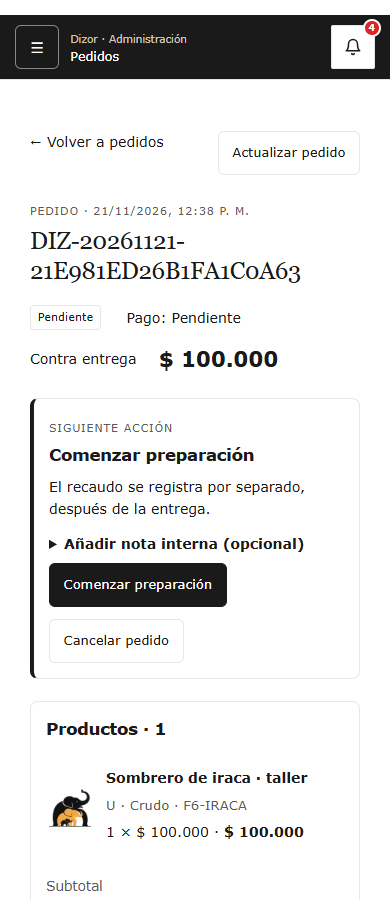 Dizor · Administración
Pedidos
4
← Volver a pedidos
Actualizar pedido
PEDIDO · 21/11/2026, 12:38 P. M.
DIZ-20261121-
21E981ED26B1FA1C0A63
Pendiente
Pago: Pendiente
Contra entrega
$ 100.000
SIGUIENTE ACCIÓN
Comenzar preparación
El recaudo se registra por separado,
después de la entrega.
▶ Añadir nota interna (opcional)
Comenzar preparación
Cancelar pedido
Productos · 1
Sombrero de iraca · taller
U · Crudo · F6-IRACA
1 × $ 100.000 · $ 100.000
Subtotal